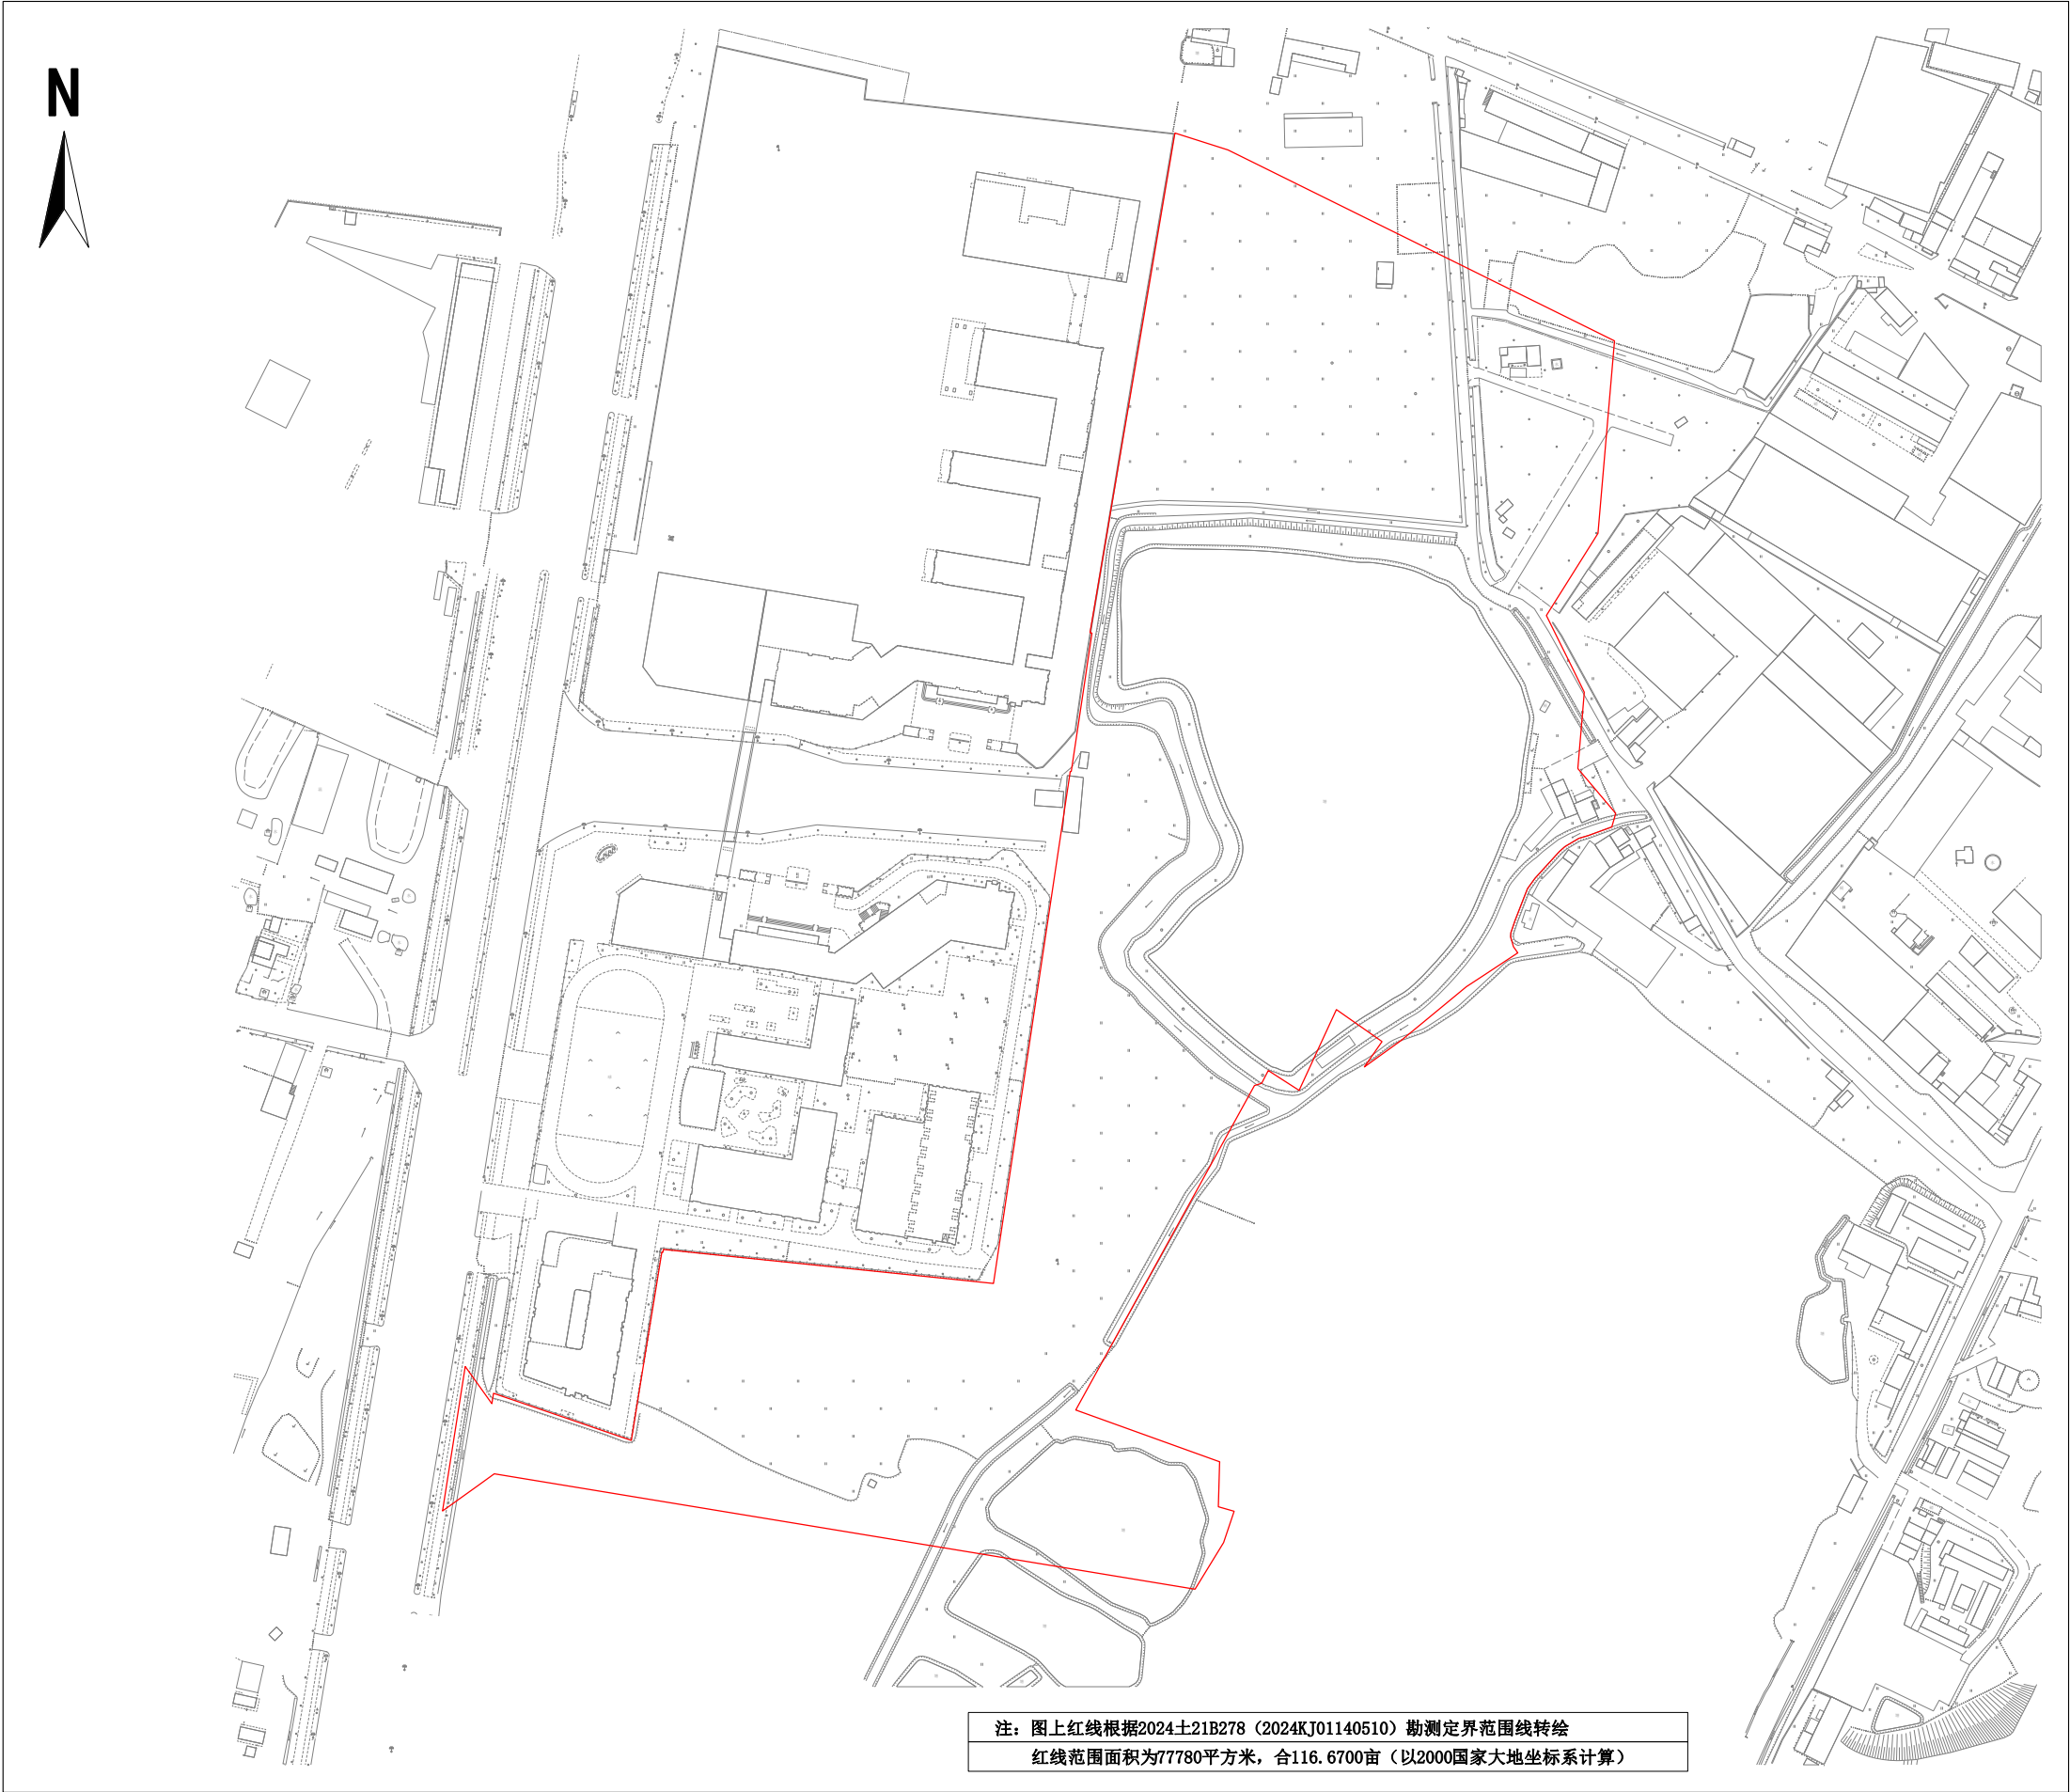 N
注：图上红线根据2024土21B278（2024KJ01140510）勘测定界范围线转绘
红线范围面积为77780平方米，合116.6700亩（以2000国家大地坐标系计算）